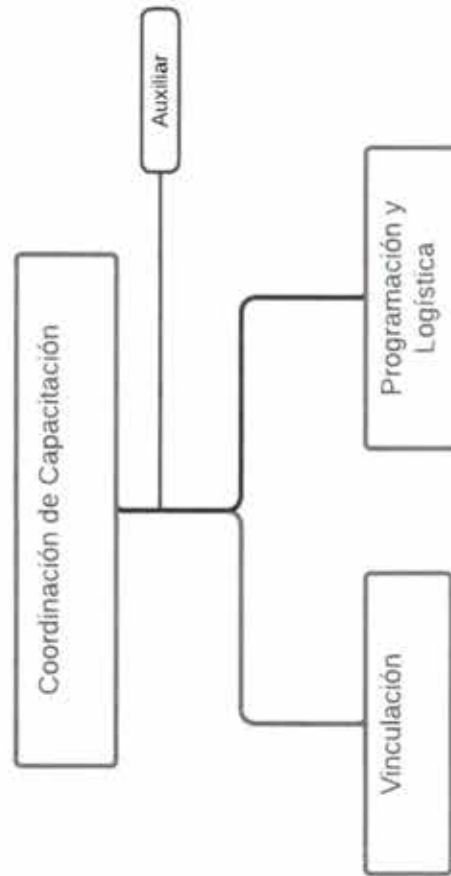 Coordinación de Capacitación
Auxiliar
Vinculación
Programación y
Logística